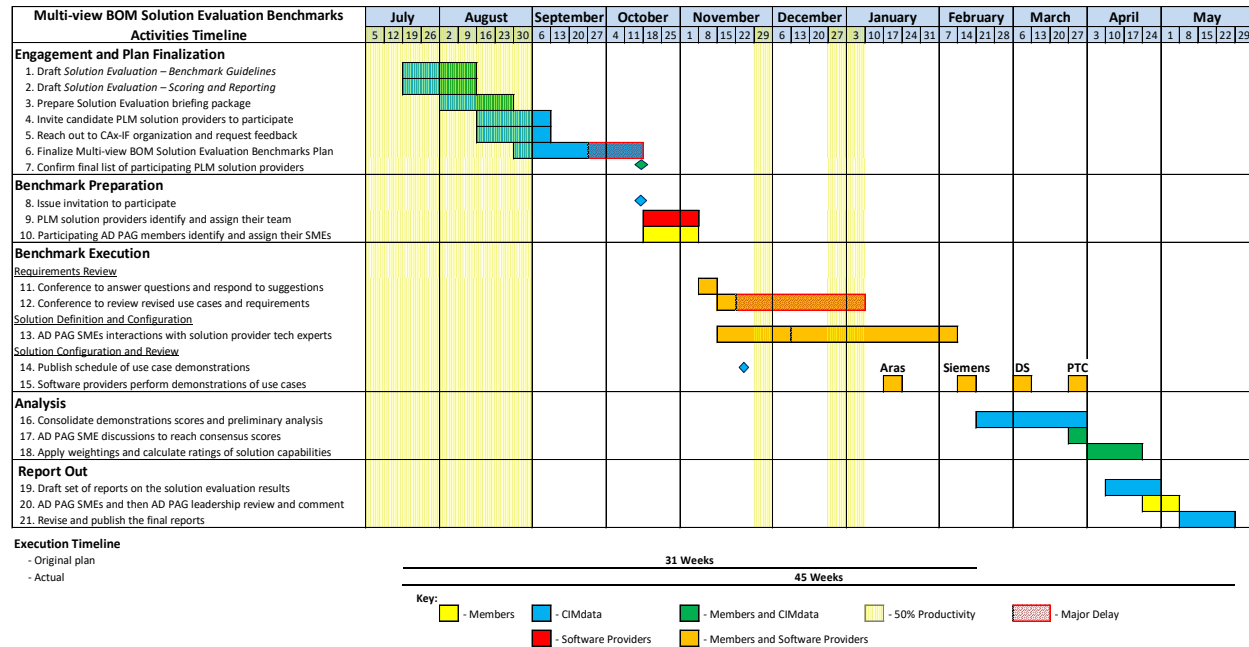 Multi-view BOM Solution Evaluation Benchmarks
Activities Timeline
July August September October November December January February March April May
5 12 19 26 2 9 16 23 30 6 13 20 27 4 11 18 25 1 8 15 22 29 6 13 20 27 3 10 17 24 31 7 14 21 28 6 13 20 27 3 10 17 24 1 8 15 22 29
Engagement and Plan Finalization
1. Draft Solution Evaluation – Benchmark Guidelines
2. Draft Solution Evaluation – Scoring and Reporting
3. Prepare Solution Evaluation briefing package
4. Invite candidate PLM solution providers to participate
5. Reach out to CAx-IF organization and request feedback
6. Finalize Multi-view BOM Solution Evaluation Benchmarks Plan
7. Confirm final list of participating PLM solution providers
Benchmark Preparation
8. Issue invitation to participate
9. PLM solution providers identify and assign their team
10. Participating AD PAG members identify and assign their SMEs
Benchmark Execution
Requirements Review
11. Conference to answer questions and respond to suggestions
12. Conference to review revised use cases and requirements
Solution Definition and Configuration
13. AD PAG SMEs interactions with solution provider tech experts
Solution Configuration and Review
14. Publish schedule of use case demonstrations
Aras Siemens DS PTC
15. Software providers perform demonstrations of use cases
Analysis
16. Consolidate demonstrations scores and preliminary analysis
17. AD PAG SME discussions to reach consensus scores
18. Apply weightings and calculate ratings of solution capabilities
Report Out
19. Draft set of reports on the solution evaluation results
20. AD PAG SMEs and then AD PAG leadership review and comment
21. Revise and publish the final reports
Execution Timeline
- Original plan 31 Weeks
- Actual 45 Weeks
Key:
- Members - CIMdata - Members and CIMdata - 50% Productivity - Major Delay
- Software Providers - Members and Software Providers